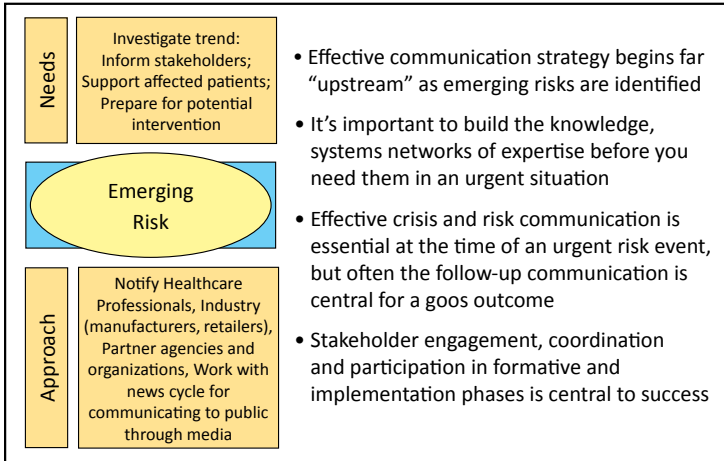 Needs
Investigate trend:
Inform stakeholders;
Support affected patients;
Prepare for potential
intervention
Emerging
Risk
Approach
Notify Healthcare
Professionals, Industry
(manufacturers, retailers),
Partner agencies and
organizations, Work with
news cycle for
communicating to public
through media
• Effective communication strategy begins far
“upstream” as emerging risks are identified
• It’s important to build the knowledge,
systems networks of expertise before you
need them in an urgent situation
• Effective crisis and risk communication is
essential at the time of an urgent risk event,
but often the follow-up communication is
central for a goos outcome
• Stakeholder engagement, coordination
and participation in formative and
implementation phases is central to success